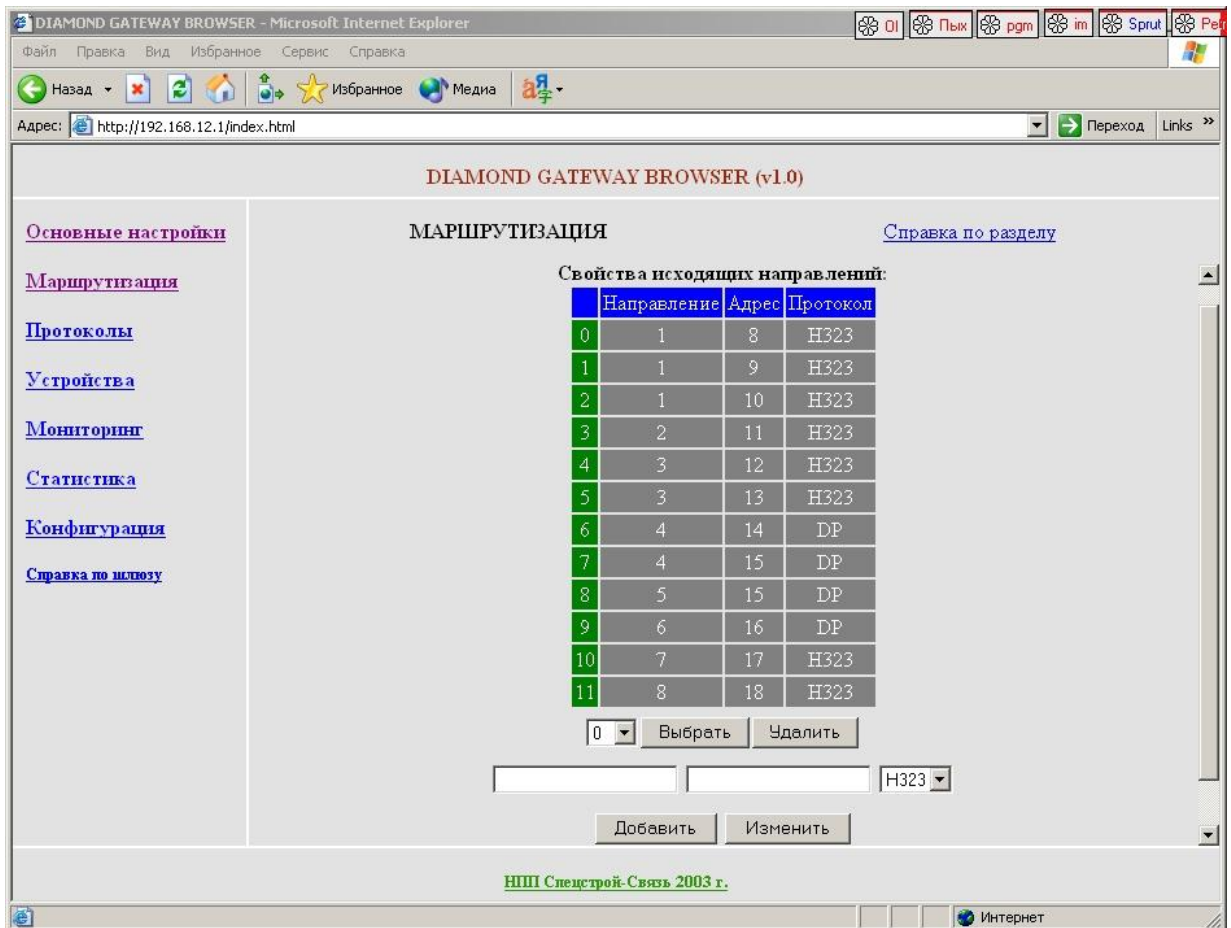 DIAMOND GATEWAY BROWSER - Microsoft Internet Explorer
Ol Пых pgm im Sprut Рет
Файл Правка Вид Избранное Сервис Справка
Назад Избранное Медиа
Адрес: http://192.168.12.1/index.html Переход Links »
DIAMOND GATEWAY BROWSER (v1.0)
Основные настройки
Маршрутизация
Протоколы
Устройства
Мониторинг
Статистика
Конфигурация
Справка по шлюзу
МАРШРУТИЗАЦИЯ Справка по разделу
Свойства исходящих направлений:
Направление Адрес Протокол
0 1 8 H323
1 1 9 H323
2 1 10 H323
3 2 11 H323
4 3 12 H323
5 3 13 H323
6 4 14 DP
7 4 15 DP
8 5 15 DP
9 6 16 DP
10 7 17 H323
11 8 18 H323
0 Выбрать Удалить
H323
Добавить Изменить
НПП Спецстрой-Связь 2003 г.
Интернет